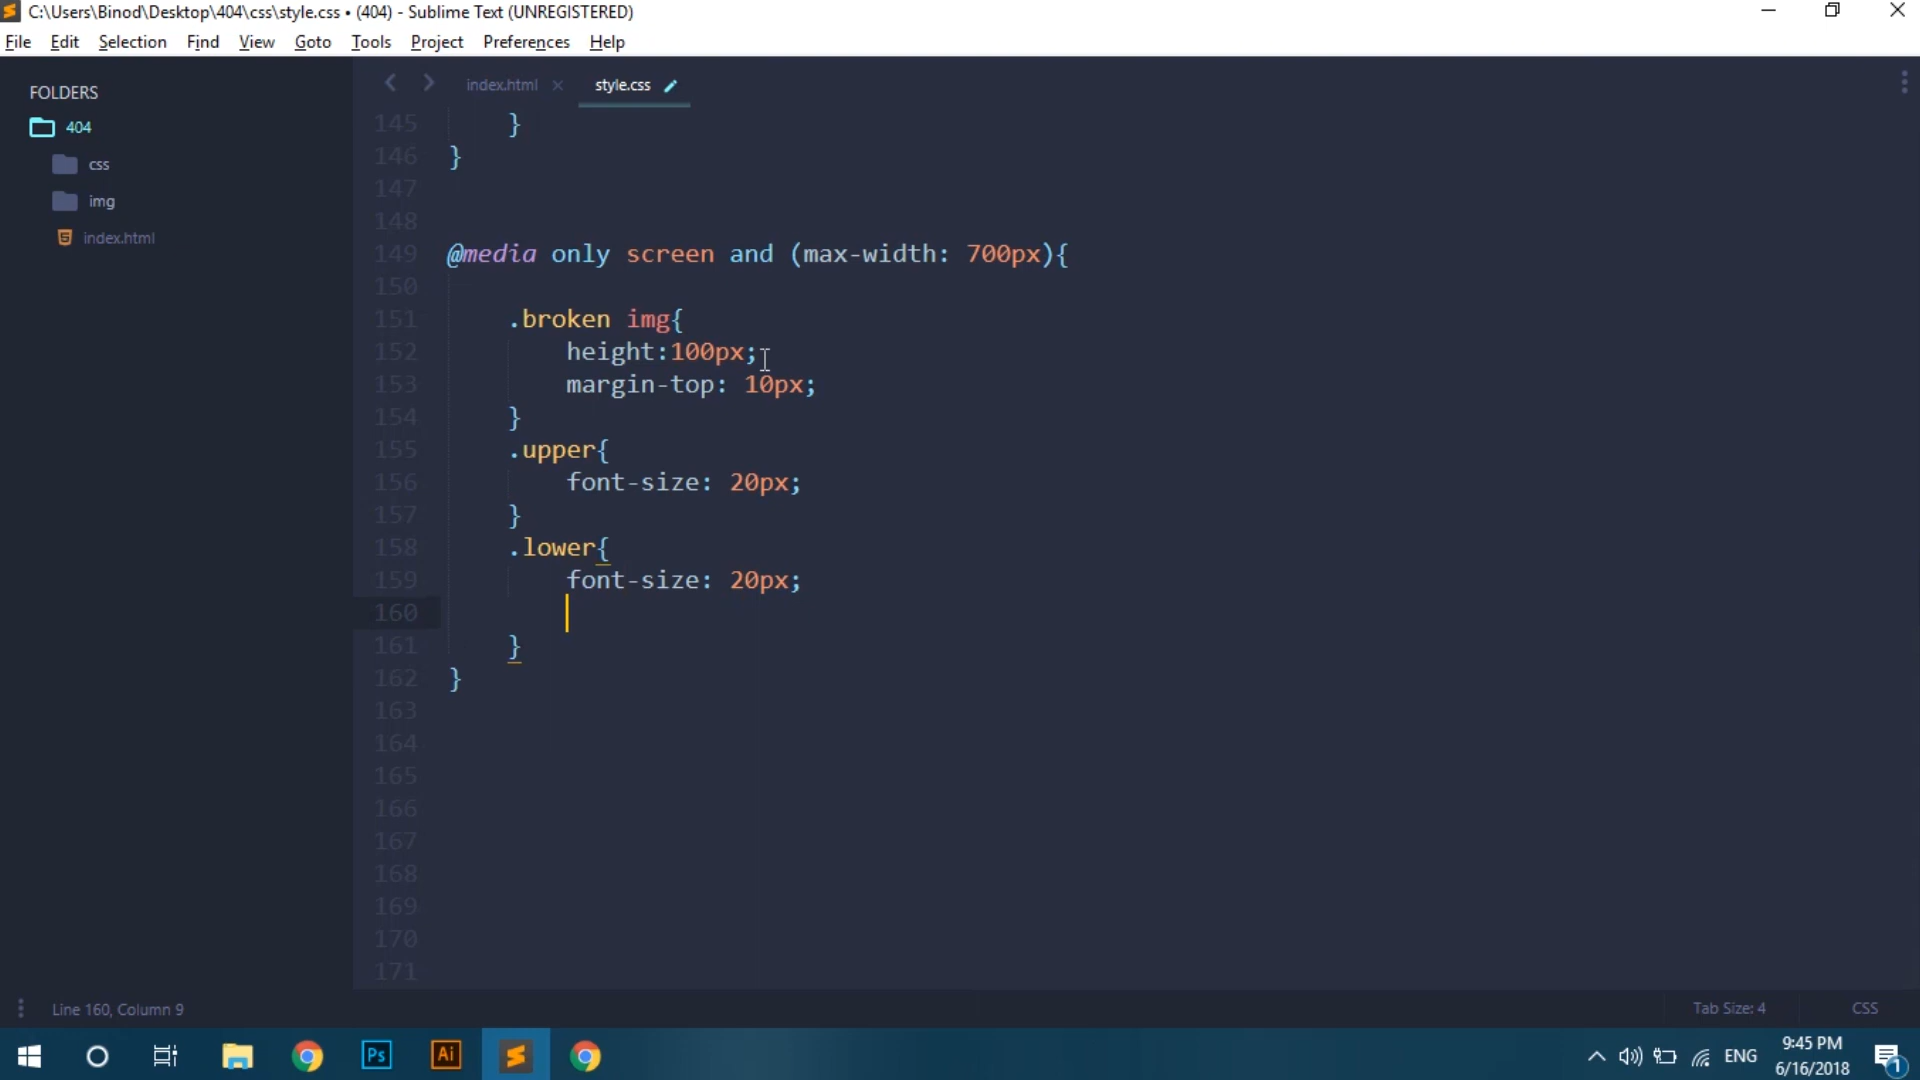 C:\Users\Binod\Desktop\404\css\style.css • (404) - Sublime Text (UNREGISTERED)
File Edit Selection Find View Goto Tools Project Preferences Help
FOLDERS
404
css
img
index.html
index.html style.css
145 }
146 }
147
148
149 @media only screen and (max-width: 700px){
150
151 .broken img{
152 height:100px;
153 margin-top: 10px;
154 }
155 .upper{
156 font-size: 20px;
157 }
158 .lower{
159 font-size: 20px;
160
161 }
162 }
163
164
165
166
167
168
169
170
171
Line 160, Column 9 Tab Size: 4 CSS
Ps Ai ENG 9:45 PM
6/16/2018 1